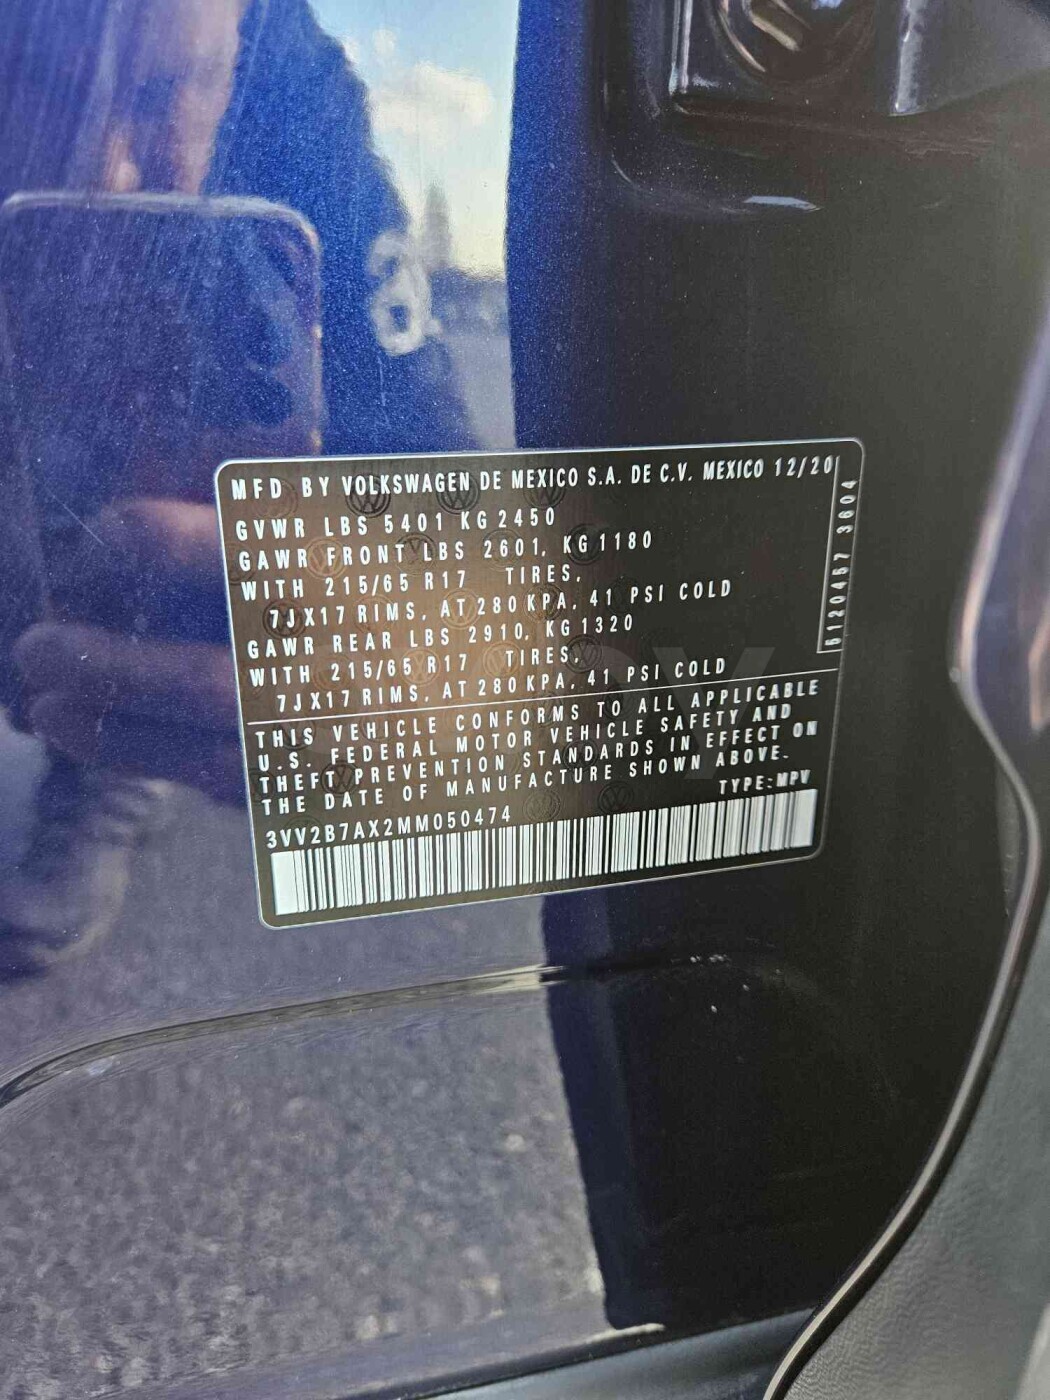 MFD BY VOLKSWAGEN DE MEXICO S.A. DE C.V. MEXICO 12/20
GVWR LBS 5401 KG 2450
GAWR FRONT LBS 2601, KG 1180
WITH 215/65 R17 TIRES,
7JX17 RIMS, AT 280 KPA, 41 PSI COLD
GAWR REAR LBS 2910, KG 1320
WITH 215/65 R17 TIRES,
7JX17 RIMS, AT 280 KPA, 41 PSI COLD
THIS VEHICLE CONFORMS TO ALL APPLICABLE
U.S. FEDERAL MOTOR VEHICLE SAFETY AND
THEFT PREVENTION STANDARDS IN EFFECT ON
THE DATE OF MANUFACTURE SHOWN ABOVE.
3VV2B7AX2MM050474 TYPE:MPV